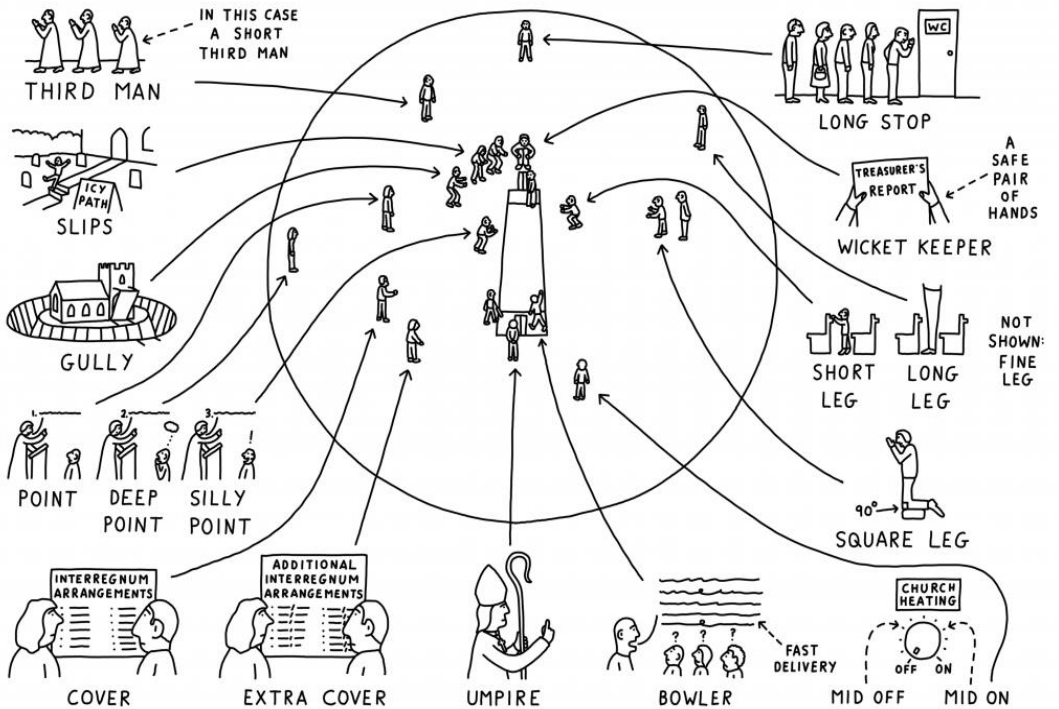 IN THIS CASE
A SHORT
THIRD MAN
THIRD MAN
WC
LONG STOP
ICY
PATH
SLIPS
TREASURER'S
REPORT
A
SAFE
PAIR
OF
HANDS
WICKET KEEPER
GULLY
SHORT
LEG
LONG
LEG
NOT
SHOWN:
FINE
LEG
1.
POINT
2.
DEEP
POINT
3.
!
SILLY
POINT
90°
SQUARE LEG
INTERREGNUM
ARRANGEMENTS
COVER
ADDITIONAL
INTERREGNUM
ARRANGEMENTS
EXTRA COVER
UMPIRE
? ? ?
FAST
DELIVERY
BOWLER
CHURCH
HEATING
OFF ON
MID OFF MID ON